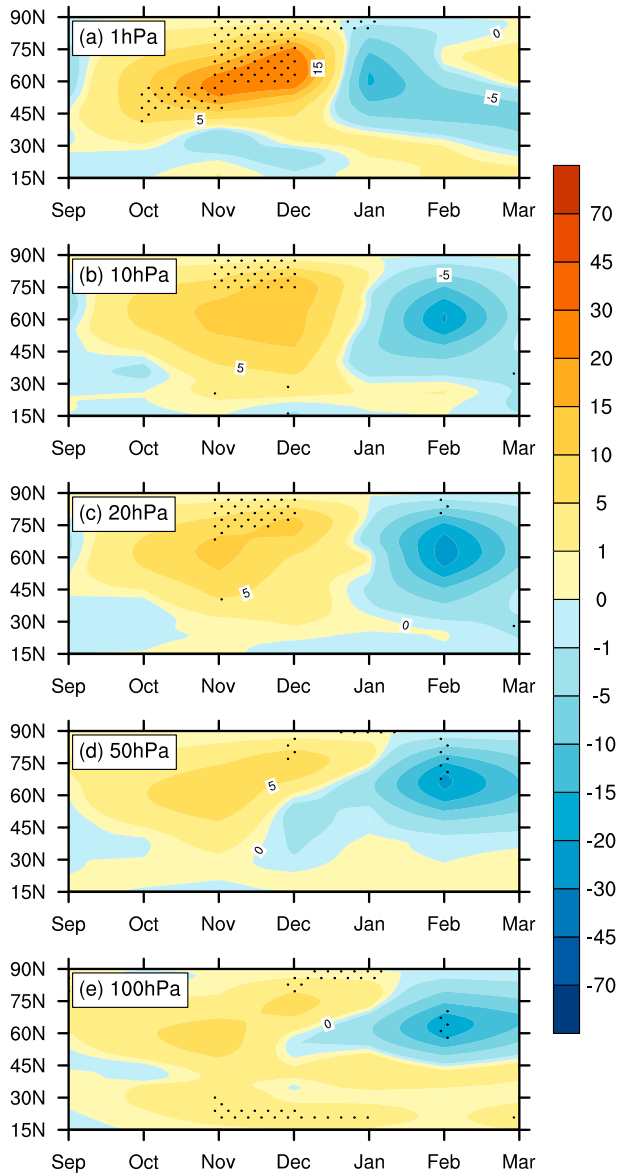 90N
75N
60N
45N
30N
15N
(a) 1hPa
0
15
5
-5
Sep Oct Nov Dec Jan Feb Mar
90N
75N
60N
45N
30N
15N
(b) 10hPa
-5
5
Sep Oct Nov Dec Jan Feb Mar
90N
75N
60N
45N
30N
15N
(c) 20hPa
5
0
Sep Oct Nov Dec Jan Feb Mar
90N
75N
60N
45N
30N
15N
(d) 50hPa
5
0
Sep Oct Nov Dec Jan Feb Mar
90N
75N
60N
45N
30N
15N
(e) 100hPa
0
Sep Oct Nov Dec Jan Feb Mar
70
45
30
20
15
10
5
1
0
-1
-5
-10
-15
-20
-30
-45
-70